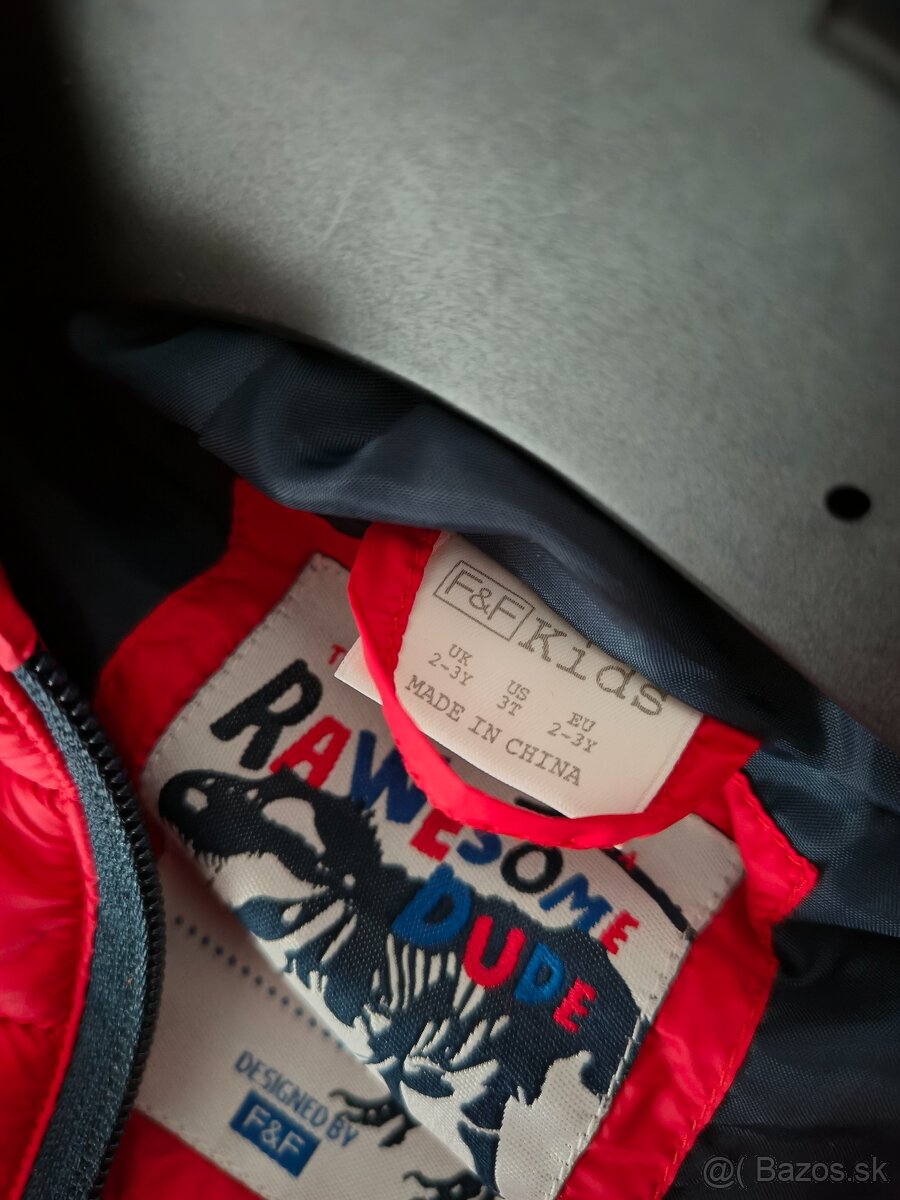 F&F Kids
UK
2-3Y
US
3T
EU
2-3Y
MADE IN CHINA
RAWESOME
DUDE
DESIGNED BY
F&F
@( Bazos.sk